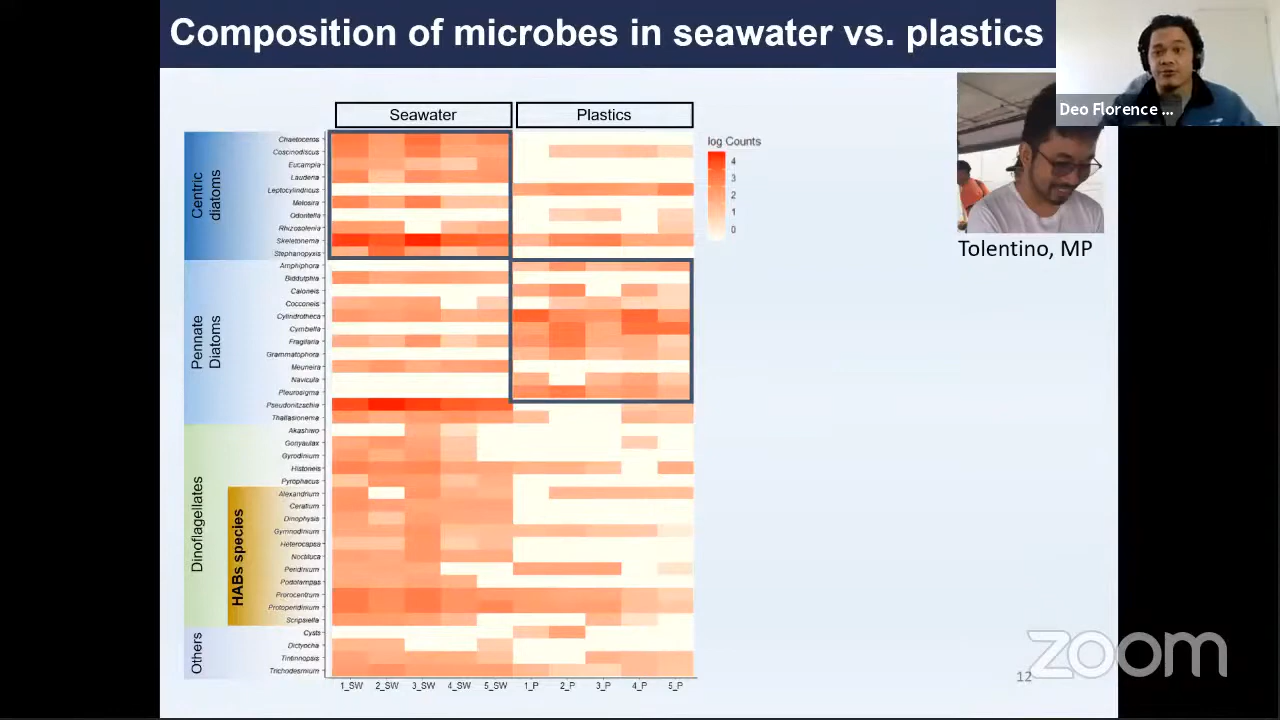 Composition of microbes in seawater vs. plastics
Deo Florence ...
Tolentino, MP
Seawater
Plastics
log Counts
4
3
2
1
0
Centric
diatoms
Pennate
Diatoms
Dinoflagellates
HABs species
Others
Chaetoceros
Coscinodiscus
Eucampia
Lauderia
Leptocylindricus
Melosira
Odontella
Rhizosolenia
Skeletonema
Stephanopyxis
Amphiphora
Biddulphia
Caloneis
Cocconeis
Cylindrotheca
Cymbella
Fragilaria
Grammatophora
Meuneira
Navicula
Pleurosigma
Pseudonitzschia
Thallasionema
Akashiwo
Gonyaulax
Gyrodinium
Histoneis
Pyrophacus
Alexandrium
Ceratium
Dinophysis
Gymnodinium
Heterocapsa
Noctiluca
Peridinium
Podolampas
Prorocentrum
Protoperidinium
Scripsiella
Cysts
Dictyocha
Tintinnopsis
Trichodesmium
1_SW 2_SW 3_SW 4_SW 5_SW 1_P 2_P 3_P 4_P 5_P
12
zoom